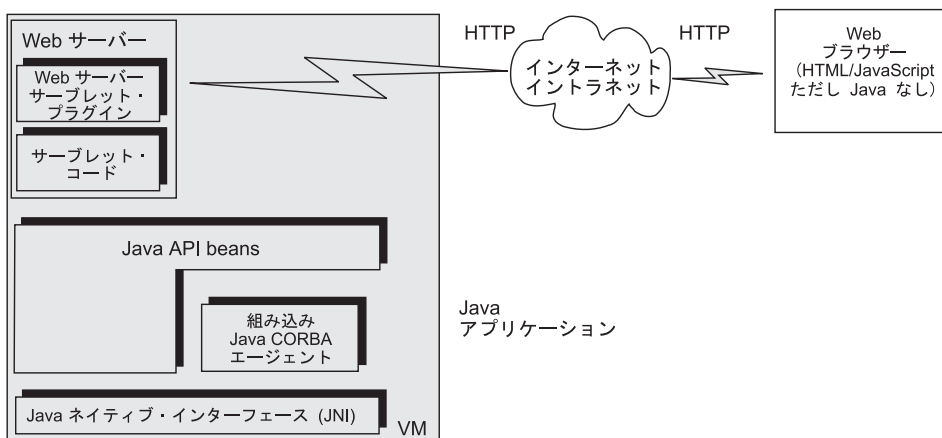 Web サーバー
Web サーバー
サーブレット・
プラグイン
サーブレット・
コード
HTTP
インターネット
イントラネット
HTTP
Web
ブラウザー
(HTML/JavaScript
ただし Java なし)
Java API beans
組み込み
Java CORBA
エージェント
Java
アプリケーション
Java ネイティブ・インターフェース (JNI)
VM